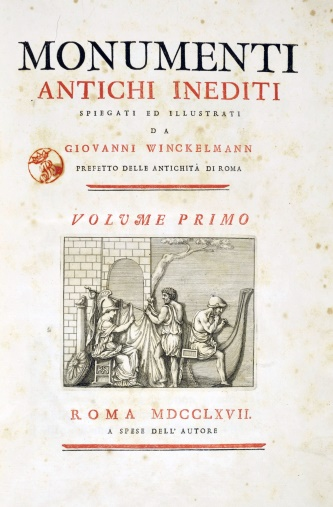 MONUMENTI
ANTICHI INEDITI
SPIEGATI ED ILLUSTRATI
DA
GIOVANNI WINCKELMANN
PREFETTO DELLE ANTICHITÀ DI ROMA
VOLUME PRIMO
ROMA MDCCLXVII.
A SPESE DELL' AUTORE